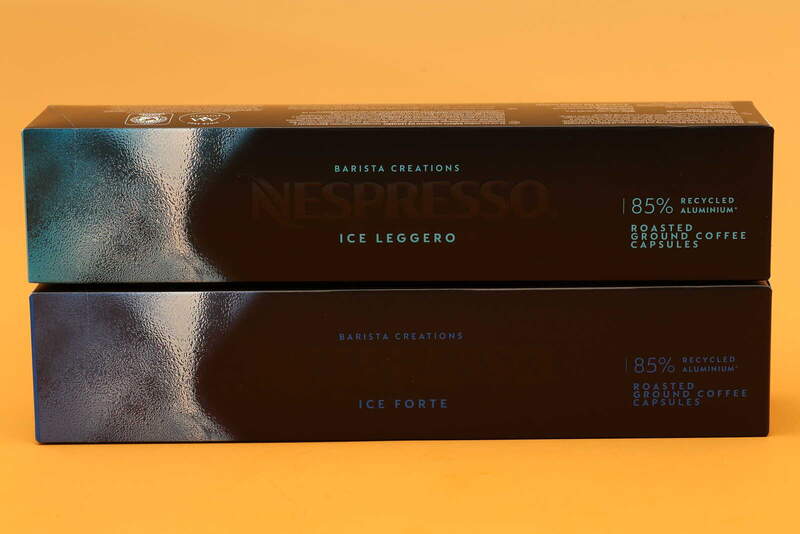 BARISTA CREATIONS
NESPRESSO
ICE LEGGERO
85% RECYCLED
ALUMINIUM*
ROASTED
GROUND COFFEE
CAPSULES
BARISTA CREATIONS
ICE FORTE
85% RECYCLED
ALUMINIUM*
ROASTED
GROUND COFFEE
CAPSULES